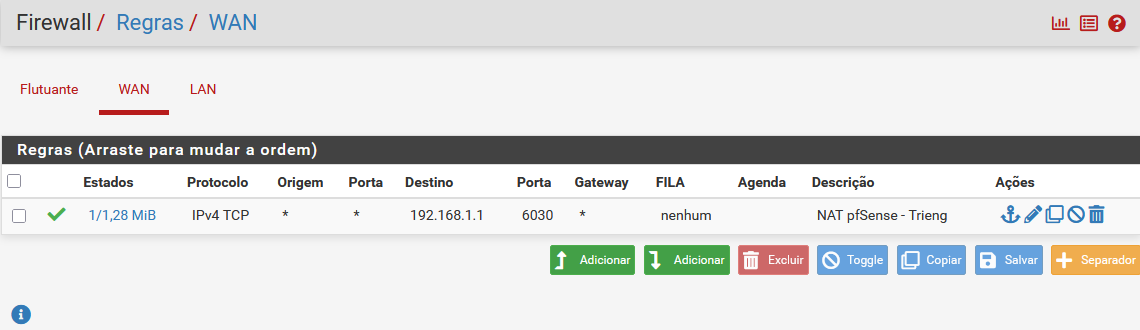 Firewall / Regras / WAN
Flutuante WAN LAN
Regras (Arraste para mudar a ordem)
Estados Protocolo Origem Porta Destino Porta Gateway FILA Agenda Descrição Ações
1/1,28 MiB IPv4 TCP * * 192.168.1.1 6030 * nenhum NAT pfSense - Trieng
Adicionar Adicionar Excluir Toggle Copiar Salvar Separador